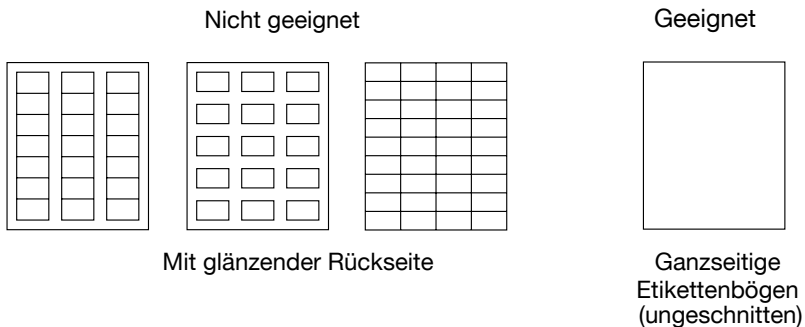 Nicht geeignet
Geeignet
Mit glänzender Rückseite
Ganzseitige
Etikettenbögen
(ungeschnitten)